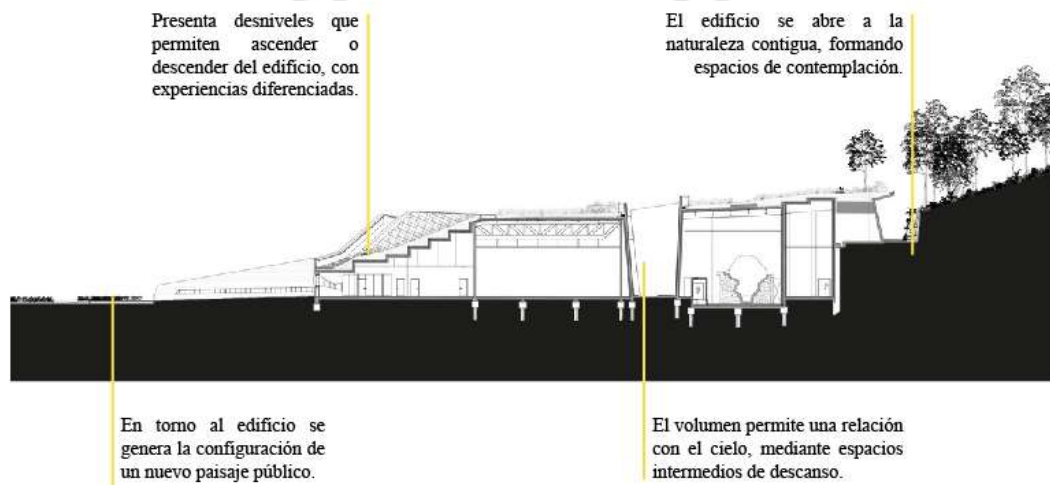 Presenta desniveles que
permiten ascender o
descender del edificio, con
experiencias diferenciadas.
El edificio se abre a la
naturaleza contigua, formando
espacios de contemplación.
En torno al edificio se
genera la configuración de
un nuevo paisaje público.
El volumen permite una relación
con el cielo, mediante espacios
intermedios de descanso.